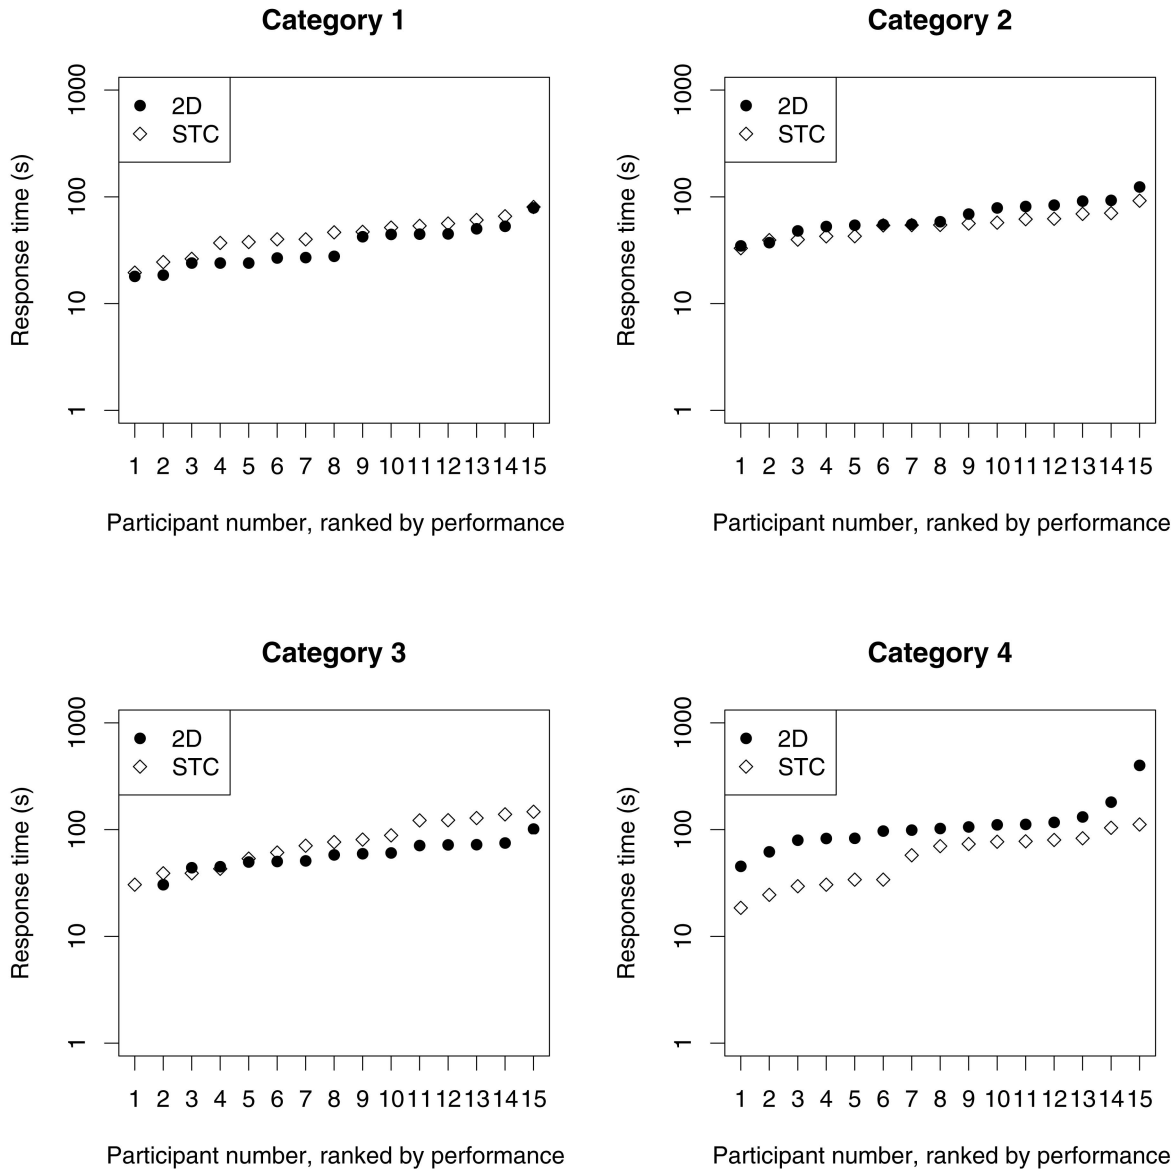 Category 1
1000
100
10
1
Response time (s)
2D
STC
1 2 3 4 5 6 7 8 9 10 11 12 13 14 15
Participant number, ranked by performance
Category 2
1000
100
10
1
Response time (s)
2D
STC
1 2 3 4 5 6 7 8 9 10 11 12 13 14 15
Participant number, ranked by performance
Category 3
1000
100
10
1
Response time (s)
2D
STC
1 2 3 4 5 6 7 8 9 10 11 12 13 14 15
Participant number, ranked by performance
Category 4
1000
100
10
1
Response time (s)
2D
STC
1 2 3 4 5 6 7 8 9 10 11 12 13 14 15
Participant number, ranked by performance